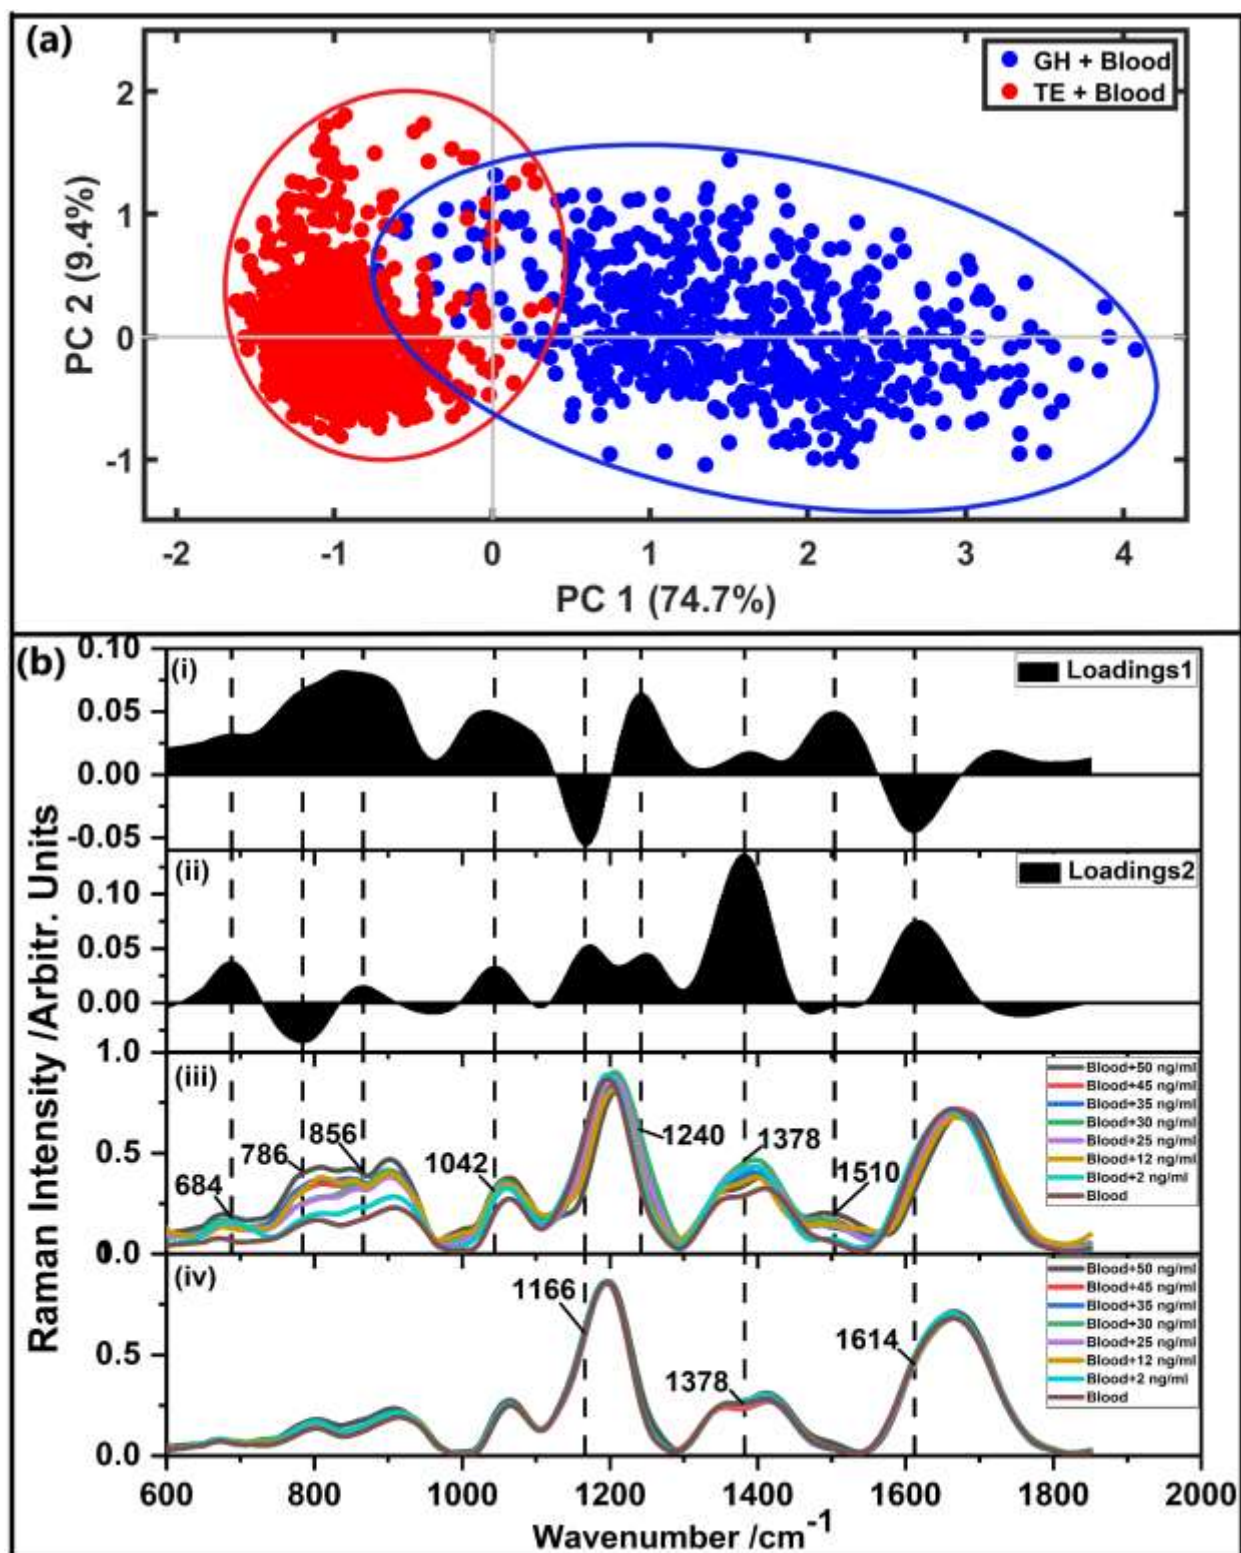 (a)
GH + Blood
TE + Blood
2
1
0
-1
PC 2 (9.4%)
-2 -1 0 1 2 3 4
PC 1 (74.7%)
(b)
Raman Intensity /Arbitr. Units
0.10
0.05
0.00
-0.05
(i)
Loadings1
0.10
0.05
0.00
(ii)
Loadings2
1.0
0.5
0.0
(iii)
684
786
856
1042
1240
1378
1510
Blood+50 ng/ml
Blood+45 ng/ml
Blood+35 ng/ml
Blood+30 ng/ml
Blood+25 ng/ml
Blood+12 ng/ml
Blood+2 ng/ml
Blood
0.5
0.0
(iv)
1166
1378
1614
Blood+50 ng/ml
Blood+45 ng/ml
Blood+35 ng/ml
Blood+30 ng/ml
Blood+25 ng/ml
Blood+12 ng/ml
Blood+2 ng/ml
Blood
600 800 1000 1200 1400 1600 1800 2000
Wavenumber /cm⁻¹